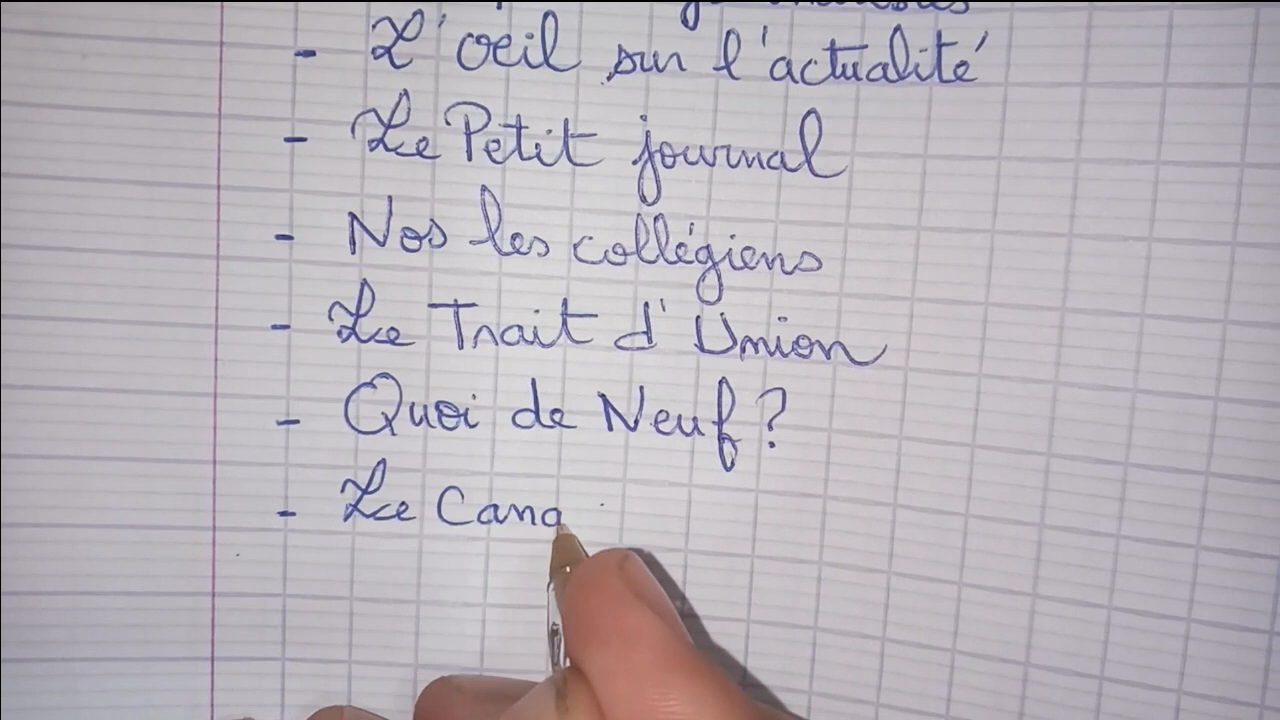 - L'oeil sur l'actualité
- Le Petit journal
- Nos les collégiens
- Le Trait d'Union
- Quoi de Neuf ?
- Le Cana